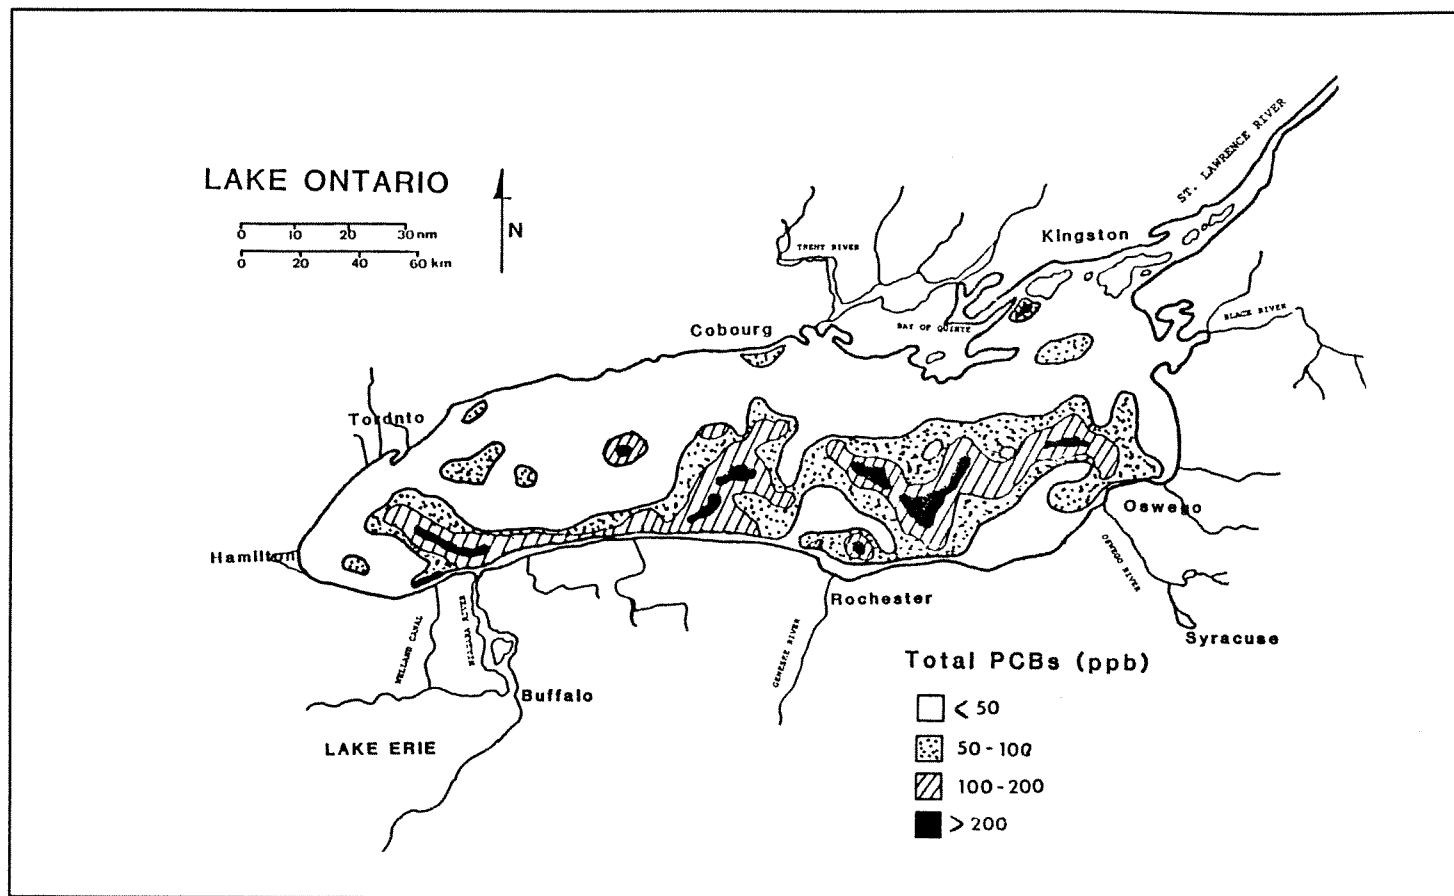 LAKE ONTARIO
0 10 20 30 nm
0 20 40 60 km
N
ST. LAWRENCE RIVER
Kingston
TRENT RIVER
BAY OF QUINTE
BLACK RIVER
Cobourg
Toronto
Hamilton
Oswego
OSWEGO RIVER
Rochester
GENESEE RIVER
Syracuse
WELLAND CANAL
NIAGARA RIVER
Buffalo
LAKE ERIE
Total PCBs (ppb)
< 50
50-100
100-200
> 200